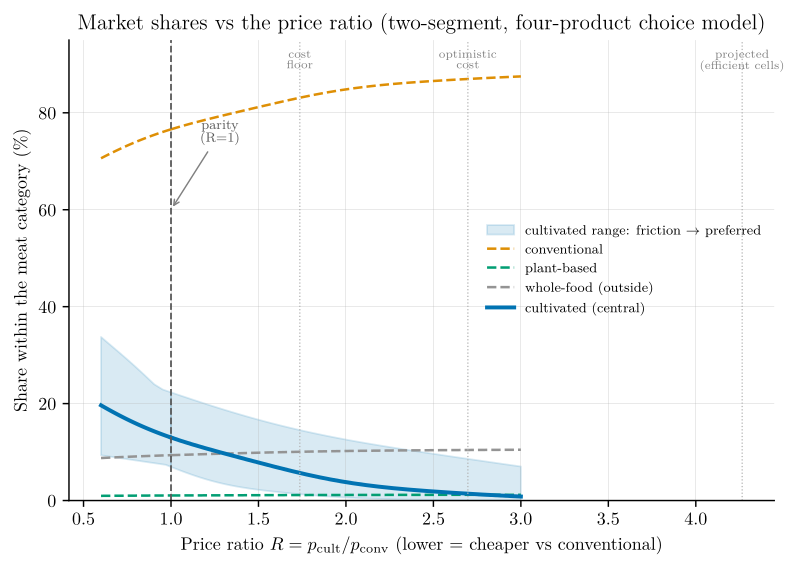 Market shares vs the price ratio (two-segment, four-product choice model)
cost
floor
optimistic
cost
projected
(efficient cells)
parity
(R=1)
cultivated range: friction → preferred
conventional
plant-based
whole-food (outside)
cultivated (central)
Share within the meat category (%)
80
60
40
20
0
0.5 1.0 1.5 2.0 2.5 3.0 3.5 4.0
Price ratio R = p_cult/p_conv (lower = cheaper vs conventional)